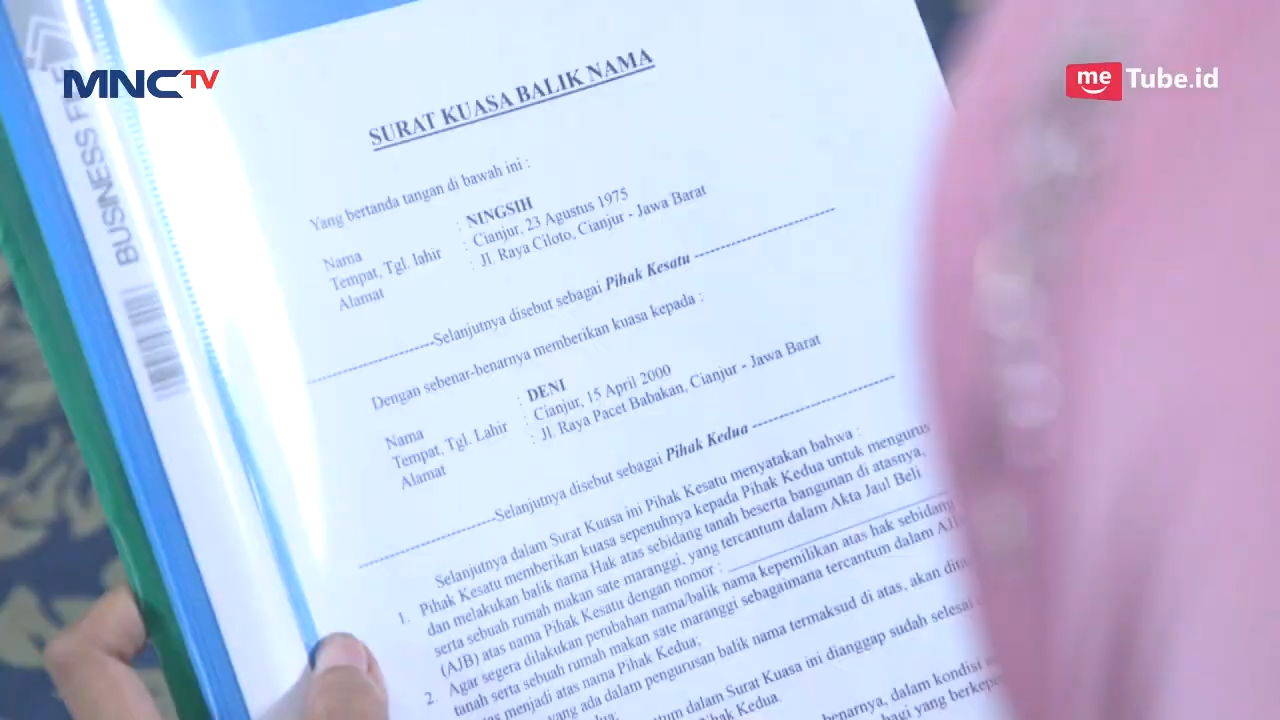 MNCTV
me Tube.id
BUSINESS
SURAT KUASA BALIK NAMA
Yang bertanda tangan di bawah ini :
Nama : NINGSIH
Tempat, Tgl. lahir : Cianjur, 23 Agustus 1975
Alamat : Jl. Raya Ciloto, Cianjur - Jawa Barat
Selanjutnya disebut sebagai Pihak Kesatu
Dengan sebenar-benarnya memberikan kuasa kepada :
Nama : DENI
Tempat, Tgl. Lahir : Cianjur, 15 April 2000
Alamat : Jl. Raya Pacet Babakan, Cianjur - Jawa Barat
Selanjutnya disebut sebagai Pihak Kedua
Selanjutnya dalam Surat Kuasa ini Pihak Kesatu menyatakan bahwa :
1. Pihak Kesatu memberikan kuasa sepenuhnya kepada Pihak Kedua untuk mengurus
dan melakukan balik nama Hak atas sebidang tanah beserta bangunan di atasnya,
serta sebuah rumah makan sate maranggi, yang tercantum dalam Akta Jaul Beli
(AJB) atas nama Pihak Kesatu dengan nomor :
2. Agar segera dilakukan perubahan nama/balik nama kepemilikan atas hak sebidang
tanah serta sebuah rumah makan sate maranggi sebagaimana tercantum dalam
menjadi atas nama Pihak Kedua;
yang ada dalam pengurusan balik nama termaksud di atas, akan
dalam Surat Kuasa ini dianggap sudah selesai
Pihak Kedua.
dalam kondisi
bagi yang